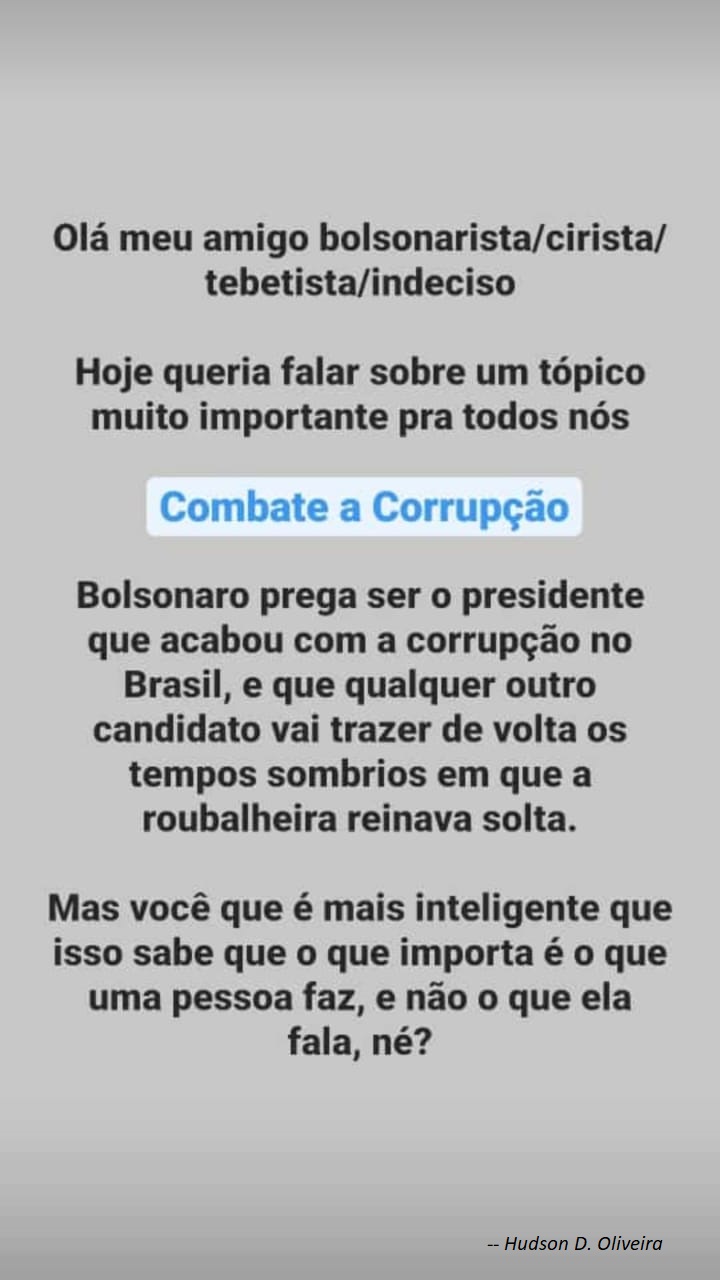 Olá meu amigo bolsonarista/cirista/
tebetista/indeciso
Hoje queria falar sobre um tópico
muito importante pra todos nós
Combate a Corrupção
Bolsonaro prega ser o presidente
que acabou com a corrupção no
Brasil, e que qualquer outro
candidato vai trazer de volta os
tempos sombrios em que a
roubalheira reinava solta.
Mas você que é mais inteligente que
isso sabe que o que importa é o que
uma pessoa faz, e não o que ela
fala, né?
-- Hudson D. Oliveira